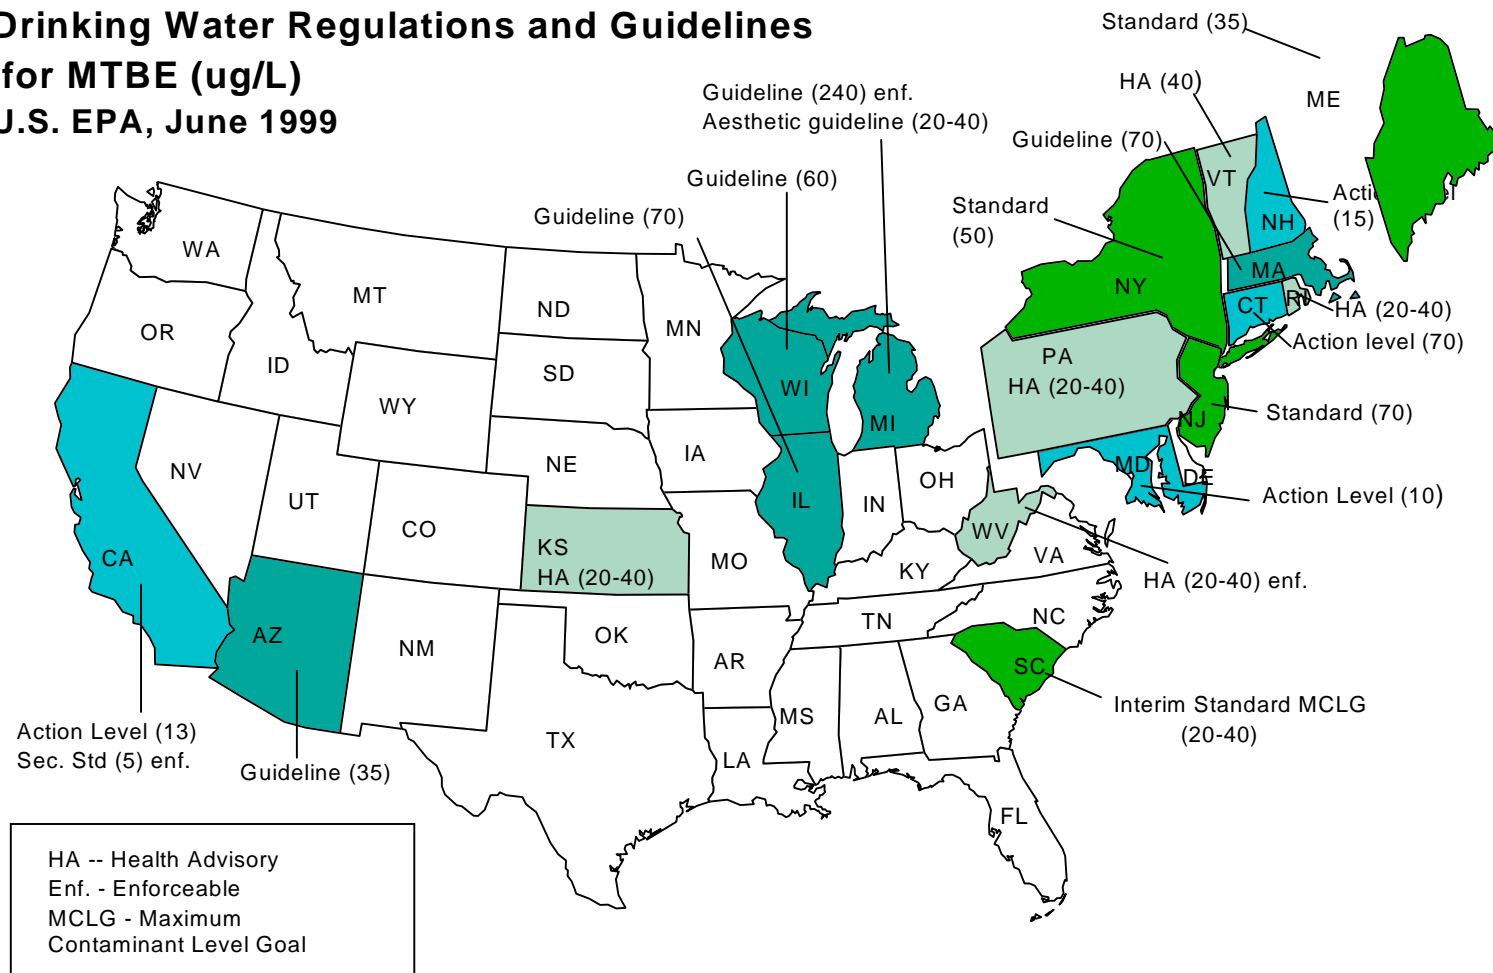 Drinking Water Regulations and Guidelines
for MTBE (ug/L)
U.S. EPA, June 1999
Standard (35)
HA (40)
ME
Guideline (240) enf.
Aesthetic guideline (20-40)
Guideline (70)
Guideline (60)
Guideline (70)
Standard
(50)
VT
NH
(15)
WA
MT
ND
MN
OR
ID
SD
WY
WI
MI
NY
MA
CT
RI
HA (20-40)
Action level (70)
PA
HA (20-40)
NJ
Standard (70)
NV
UT
CO
NE
IA
IL
IN
OH
MD
DE
Action Level (10)
CA
KS
HA (20-40)
MO
KY
WV
VA
HA (20-40) enf.
AZ
NM
OK
AR
TN
NC
SC
Interim Standard MCLG
(20-40)
TX
LA
MS
AL
GA
FL
Action Level (13)
Sec. Std (5) enf.
Guideline (35)
HA -- Health Advisory
Enf. - Enforceable
MCLG - Maximum
Contaminant Level Goal